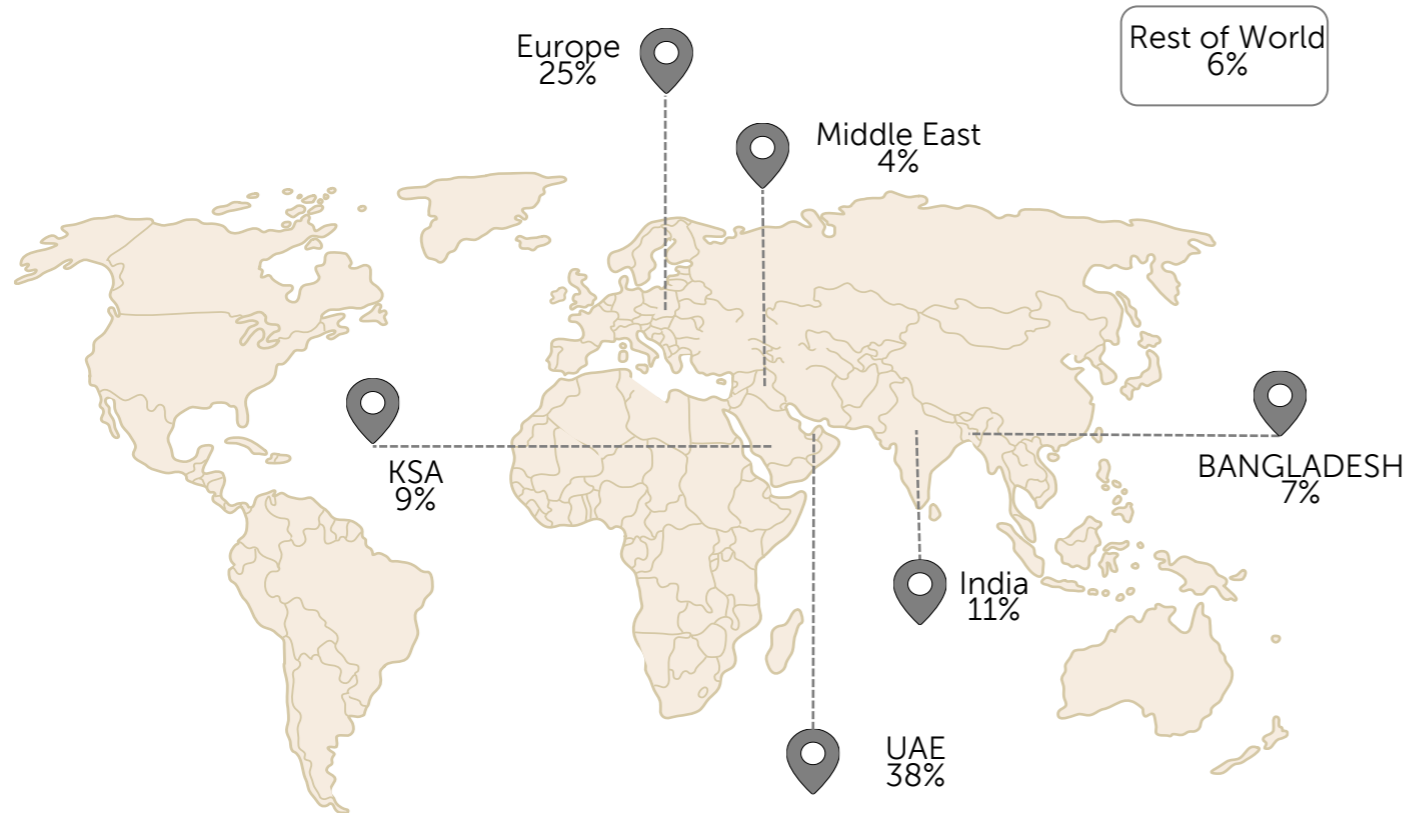 Rest of World
6%
Europe
25%
Middle East
4%
KSA
9%
BANGLADESH
7%
India
11%
UAE
38%